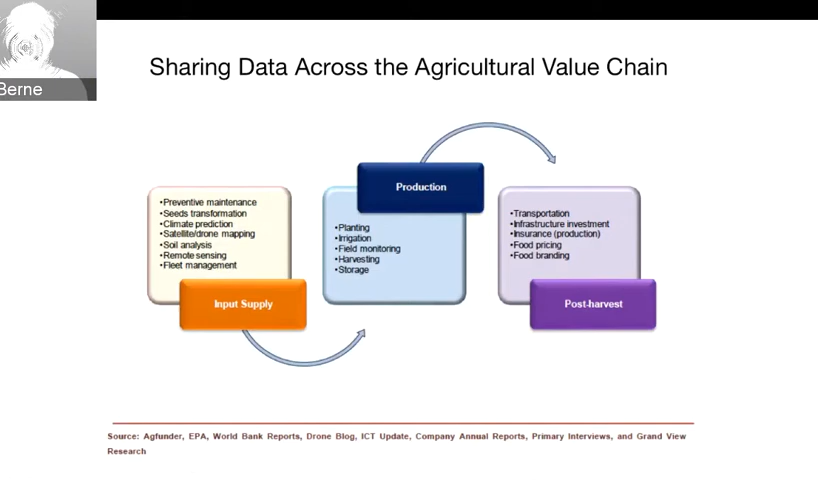 Berne
Sharing Data Across the Agricultural Value Chain
•Preventive maintenance
•Seeds transformation
•Climate prediction
•Satellite/drone mapping
•Soil analysis
•Remote sensing
•Fleet management
Input Supply
Production
•Planting
•Irrigation
•Field monitoring
•Harvesting
•Storage
•Transportation
•Infrastructure investment
•Insurance (production)
•Food pricing
•Food branding
Post-harvest
Source: Agfunder, EPA, World Bank Reports, Drone Blog, ICT Update, Company Annual Reports, Primary Interviews, and Grand View
Research